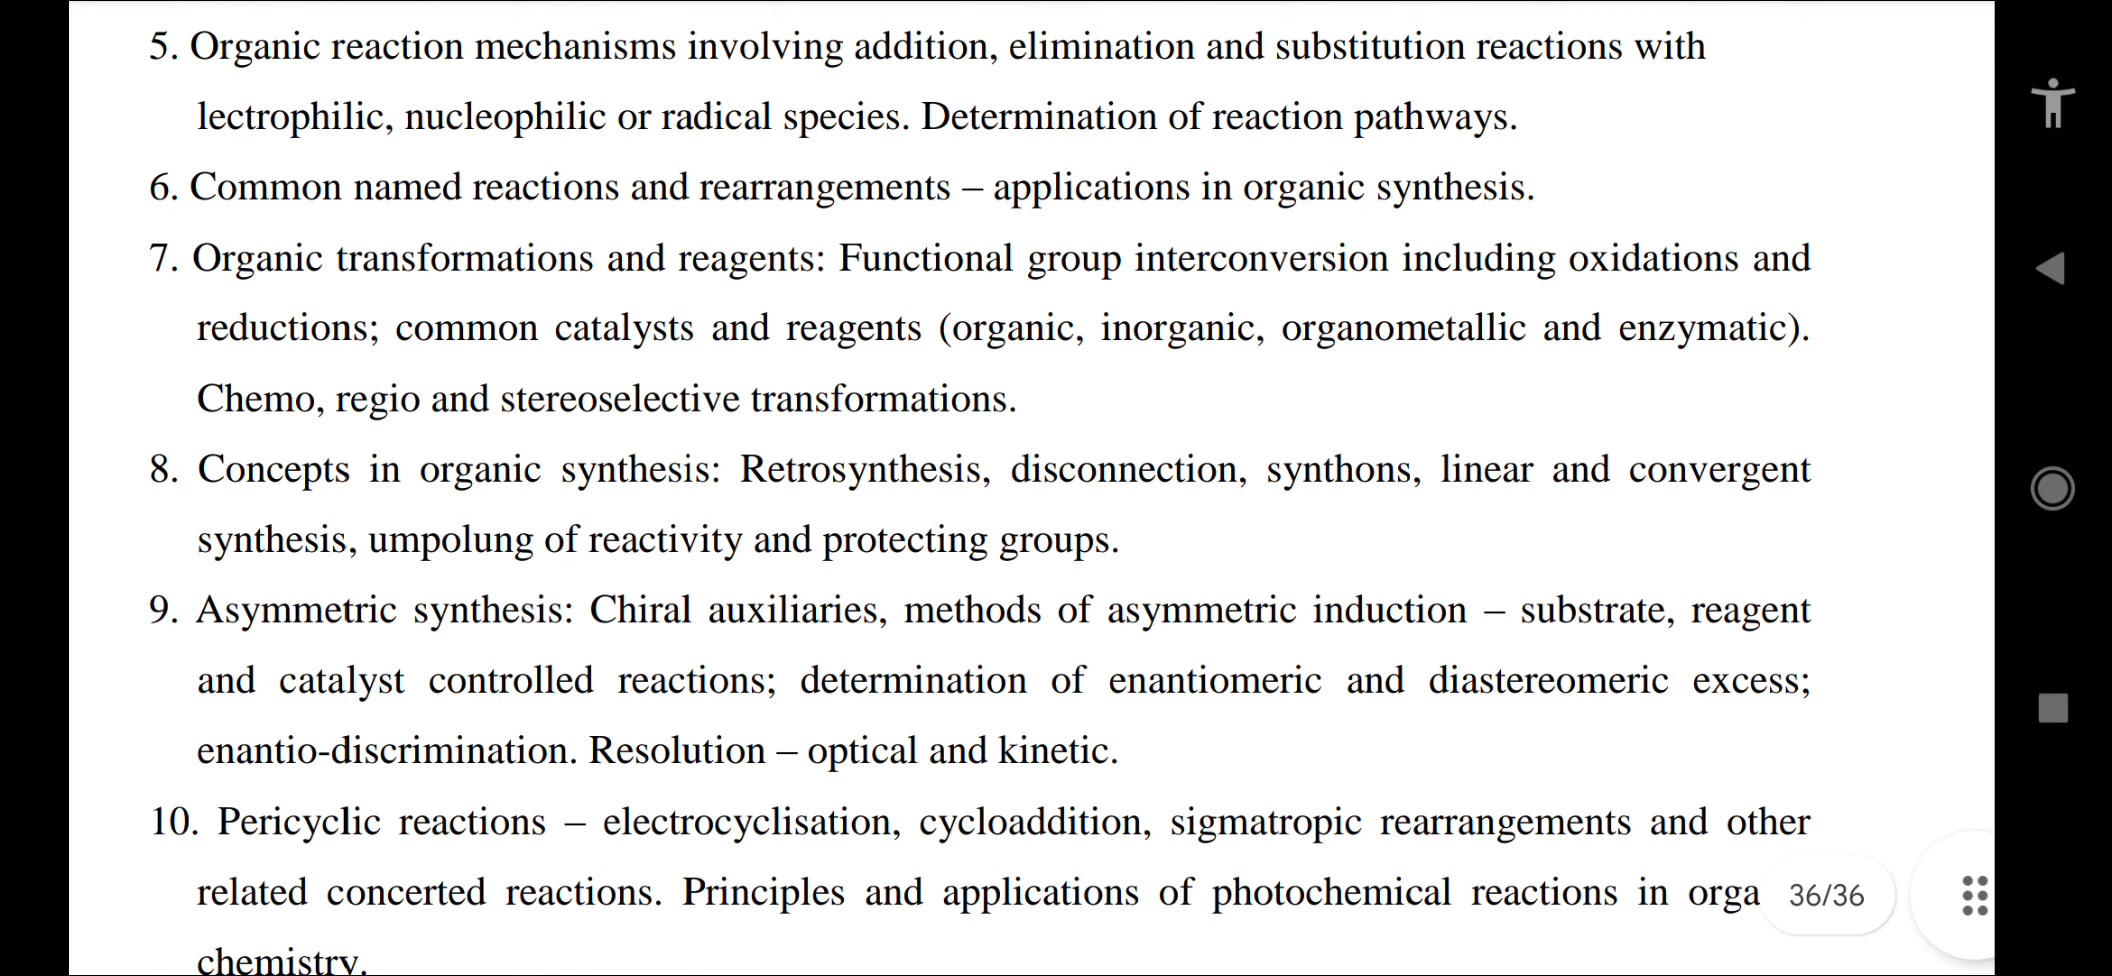 5. Organic reaction mechanisms involving addition, elimination and substitution reactions with
lectrophilic, nucleophilic or radical species. Determination of reaction pathways.
6. Common named reactions and rearrangements – applications in organic synthesis.
7. Organic transformations and reagents: Functional group interconversion including oxidations and
reductions; common catalysts and reagents (organic, inorganic, organometallic and enzymatic).
Chemo, regio and stereoselective transformations.
8. Concepts in organic synthesis: Retrosynthesis, disconnection, synthons, linear and convergent
synthesis, umpolung of reactivity and protecting groups.
9. Asymmetric synthesis: Chiral auxiliaries, methods of asymmetric induction – substrate, reagent
and catalyst controlled reactions; determination of enantiomeric and diastereomeric excess;
enantio-discrimination. Resolution – optical and kinetic.
10. Pericyclic reactions – electrocyclisation, cycloaddition, sigmatropic rearrangements and other
related concerted reactions. Principles and applications of photochemical reactions in orga
36/36
chemistry.